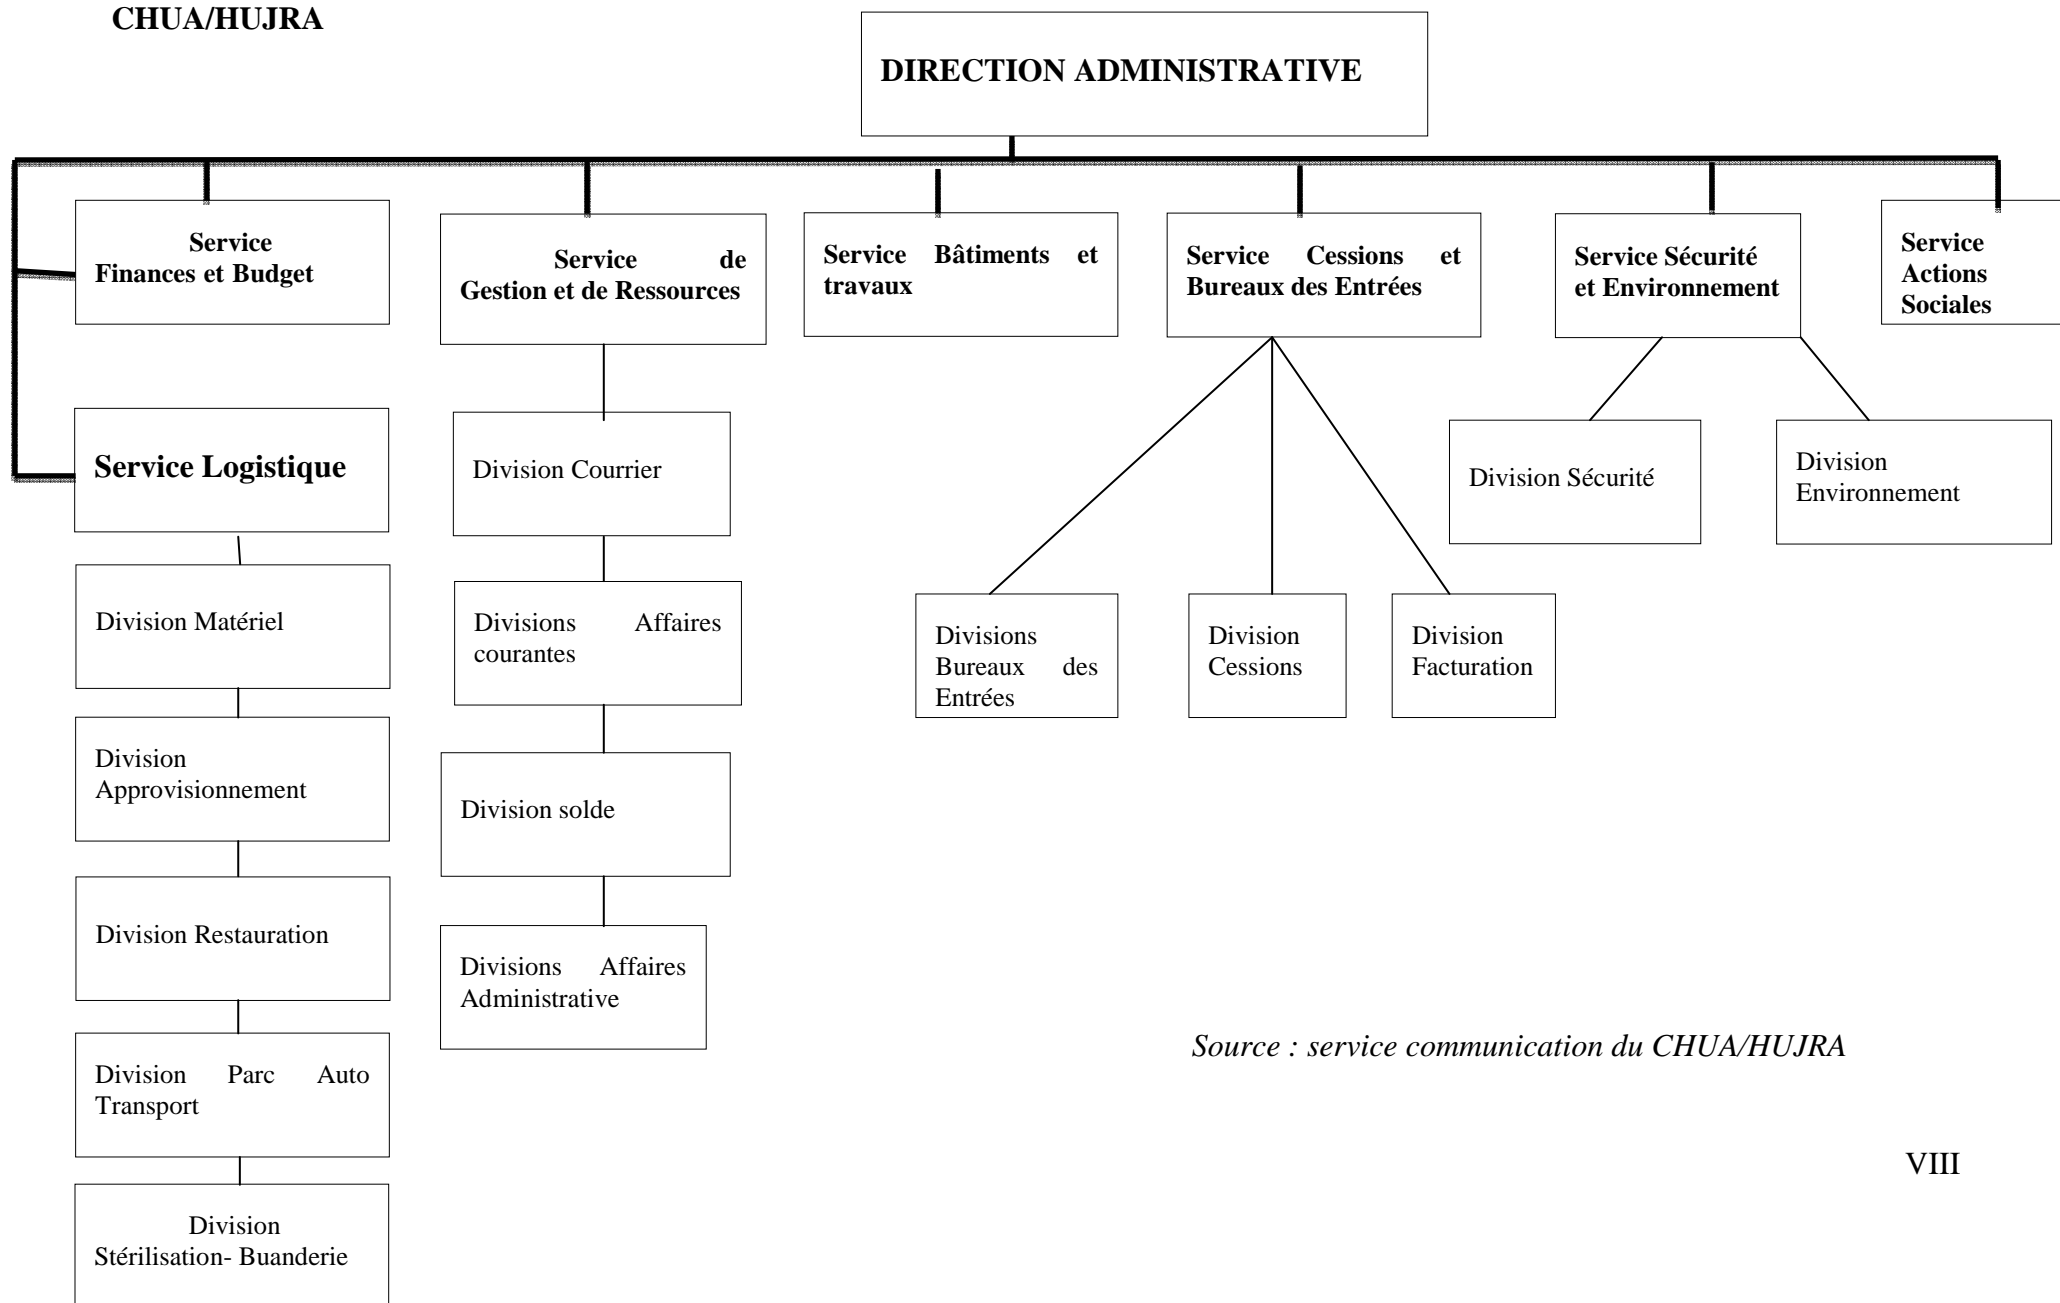 CHUA/HUJRA
DIRECTION ADMINISTRATIVE
Service
Finances et Budget
Service de
Gestion et de Ressources
Service Bâtiments et
travaux
Service Cessions et
Bureaux des Entrées
Service Sécurité
et Environnement
Service
Actions
Sociales
Service Logistique
Division Courrier
Division Sécurité
Division
Environnement
Division Matériel
Divisions Affaires
courantes
Divisions
Bureaux des
Entrées
Division
Cessions
Division
Facturation
Division
Approvisionnement
Division solde
Division Restauration
Divisions Affaires
Administrative
Source : service communication du CHUA/HUJRA
Division Parc Auto
Transport
VIII
Division
Stérilisation- Buanderie